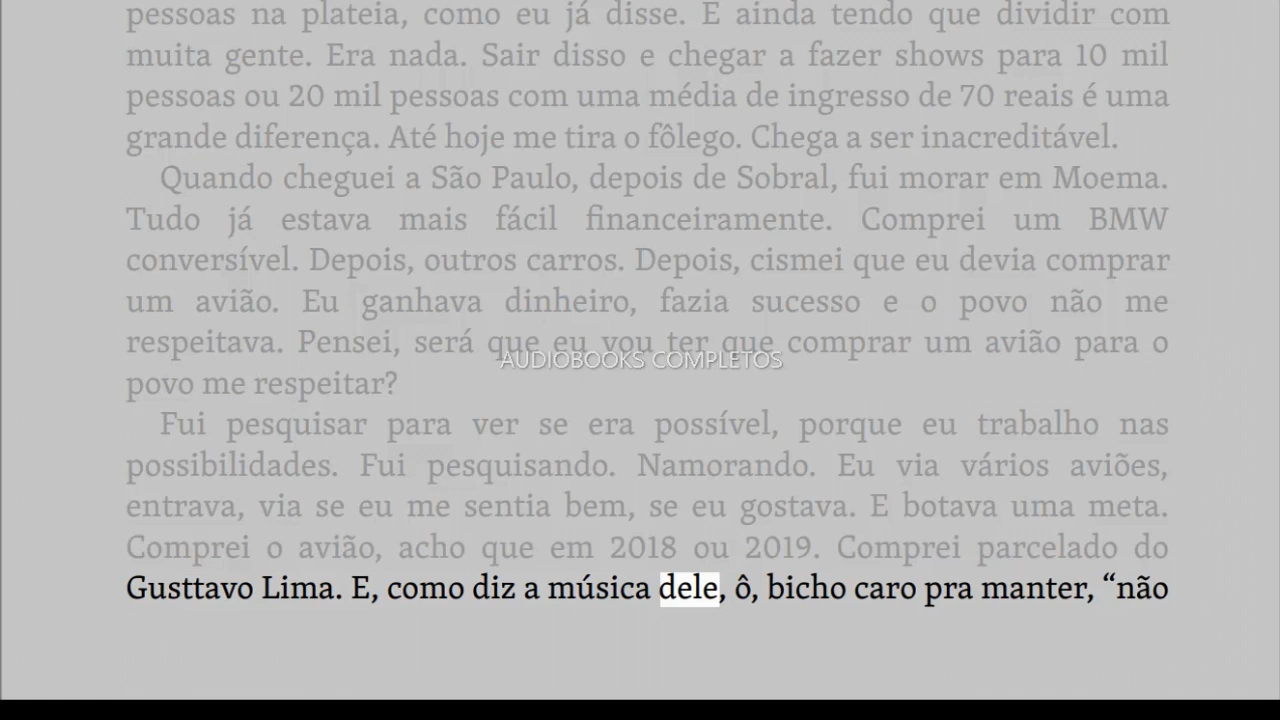 pessoas na plateia, como eu já disse. E ainda tendo que dividir com
muita gente. Era nada. Sair disso e chegar a fazer shows para 10 mil
pessoas ou 20 mil pessoas com uma média de ingresso de 70 reais é uma
grande diferença. Até hoje me tira o fôlego. Chega a ser inacreditável.
Quando cheguei a São Paulo, depois de Sobral, fui morar em Moema.
Tudo já estava mais fácil financeiramente. Comprei um BMW
conversível. Depois, outros carros. Depois, cismei que eu devia comprar
um avião. Eu ganhava dinheiro, fazia sucesso e o povo não me
respeitava. Pensei, será que eu vou ter que comprar um avião para o
AUDIOBOOKS COMPLETOS
povo me respeitar?
Fui pesquisar para ver se era possível, porque eu trabalho nas
possibilidades. Fui pesquisando. Namorando. Eu via vários aviões,
entrava, via se eu me sentia bem, se eu gostava. E botava uma meta.
Comprei o avião, acho que em 2018 ou 2019. Comprei parcelado do
Gusttavo Lima. E, como diz a música dele, ô, bicho caro pra manter, “não